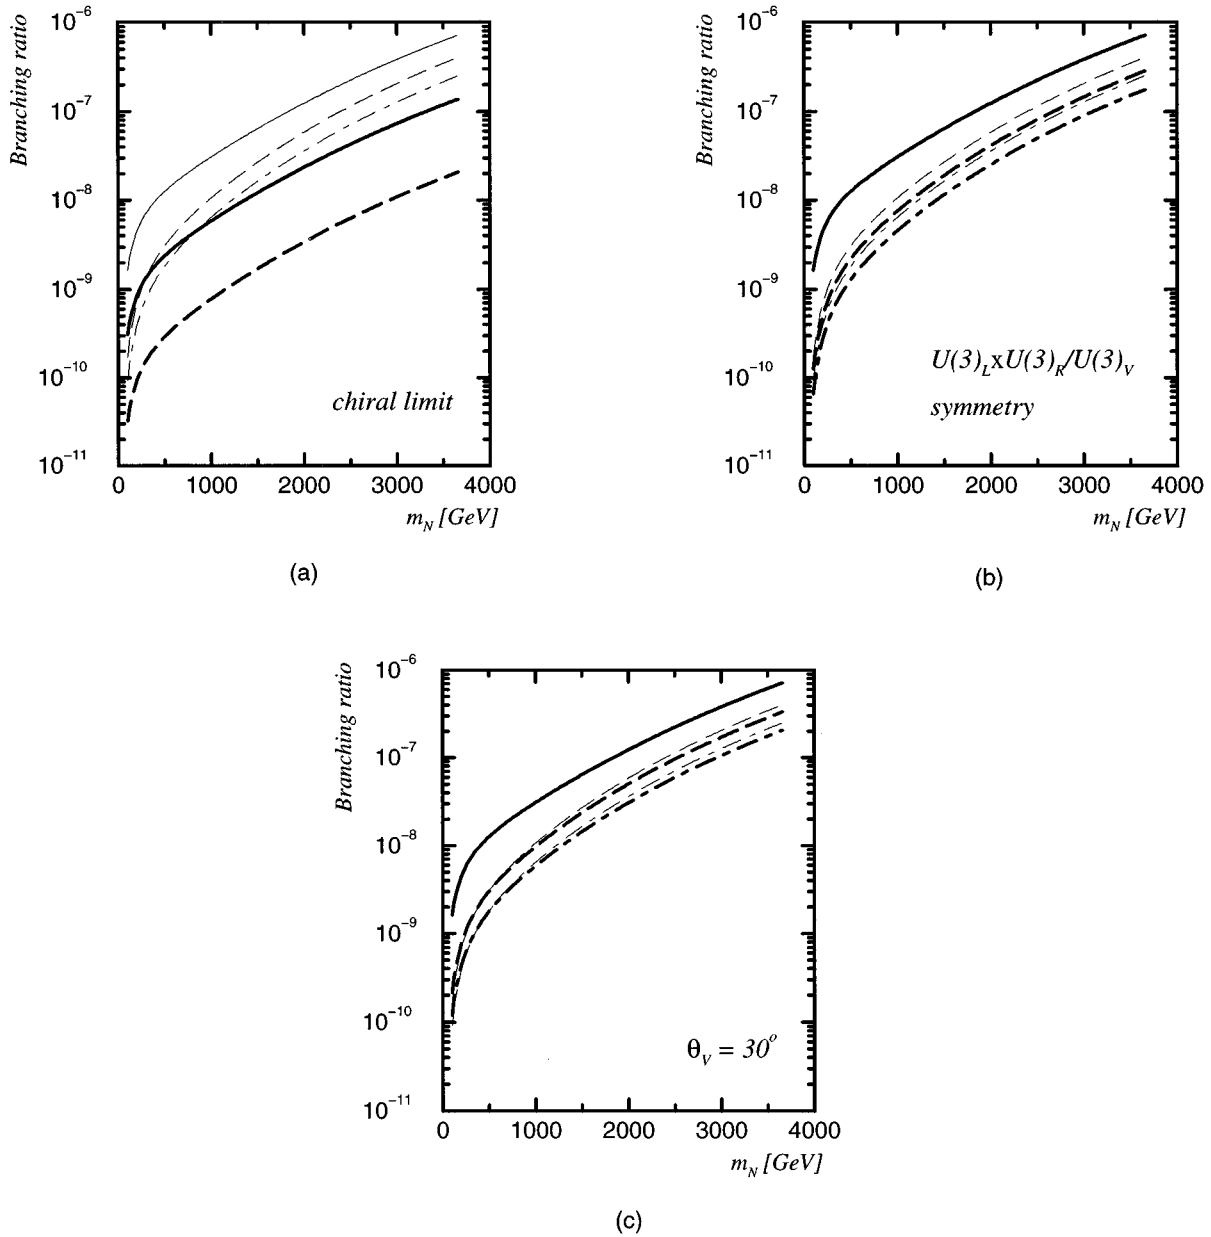 Branching ratio
10⁻⁶
10⁻⁷
10⁻⁸
10⁻⁹
10⁻¹⁰
10⁻¹¹
chiral limit
0 1000 2000 3000 4000
m_N [GeV]
(a)
Branching ratio
10⁻⁶
10⁻⁷
10⁻⁸
10⁻⁹
10⁻¹⁰
10⁻¹¹
U(3)_LxU(3)_R/U(3)_V
symmetry
0 1000 2000 3000 4000
m_N [GeV]
(b)
Branching ratio
10⁻⁶
10⁻⁷
10⁻⁸
10⁻⁹
10⁻¹⁰
10⁻¹¹
θ_V = 30°
0 1000 2000 3000 4000
m_N [GeV]
(c)